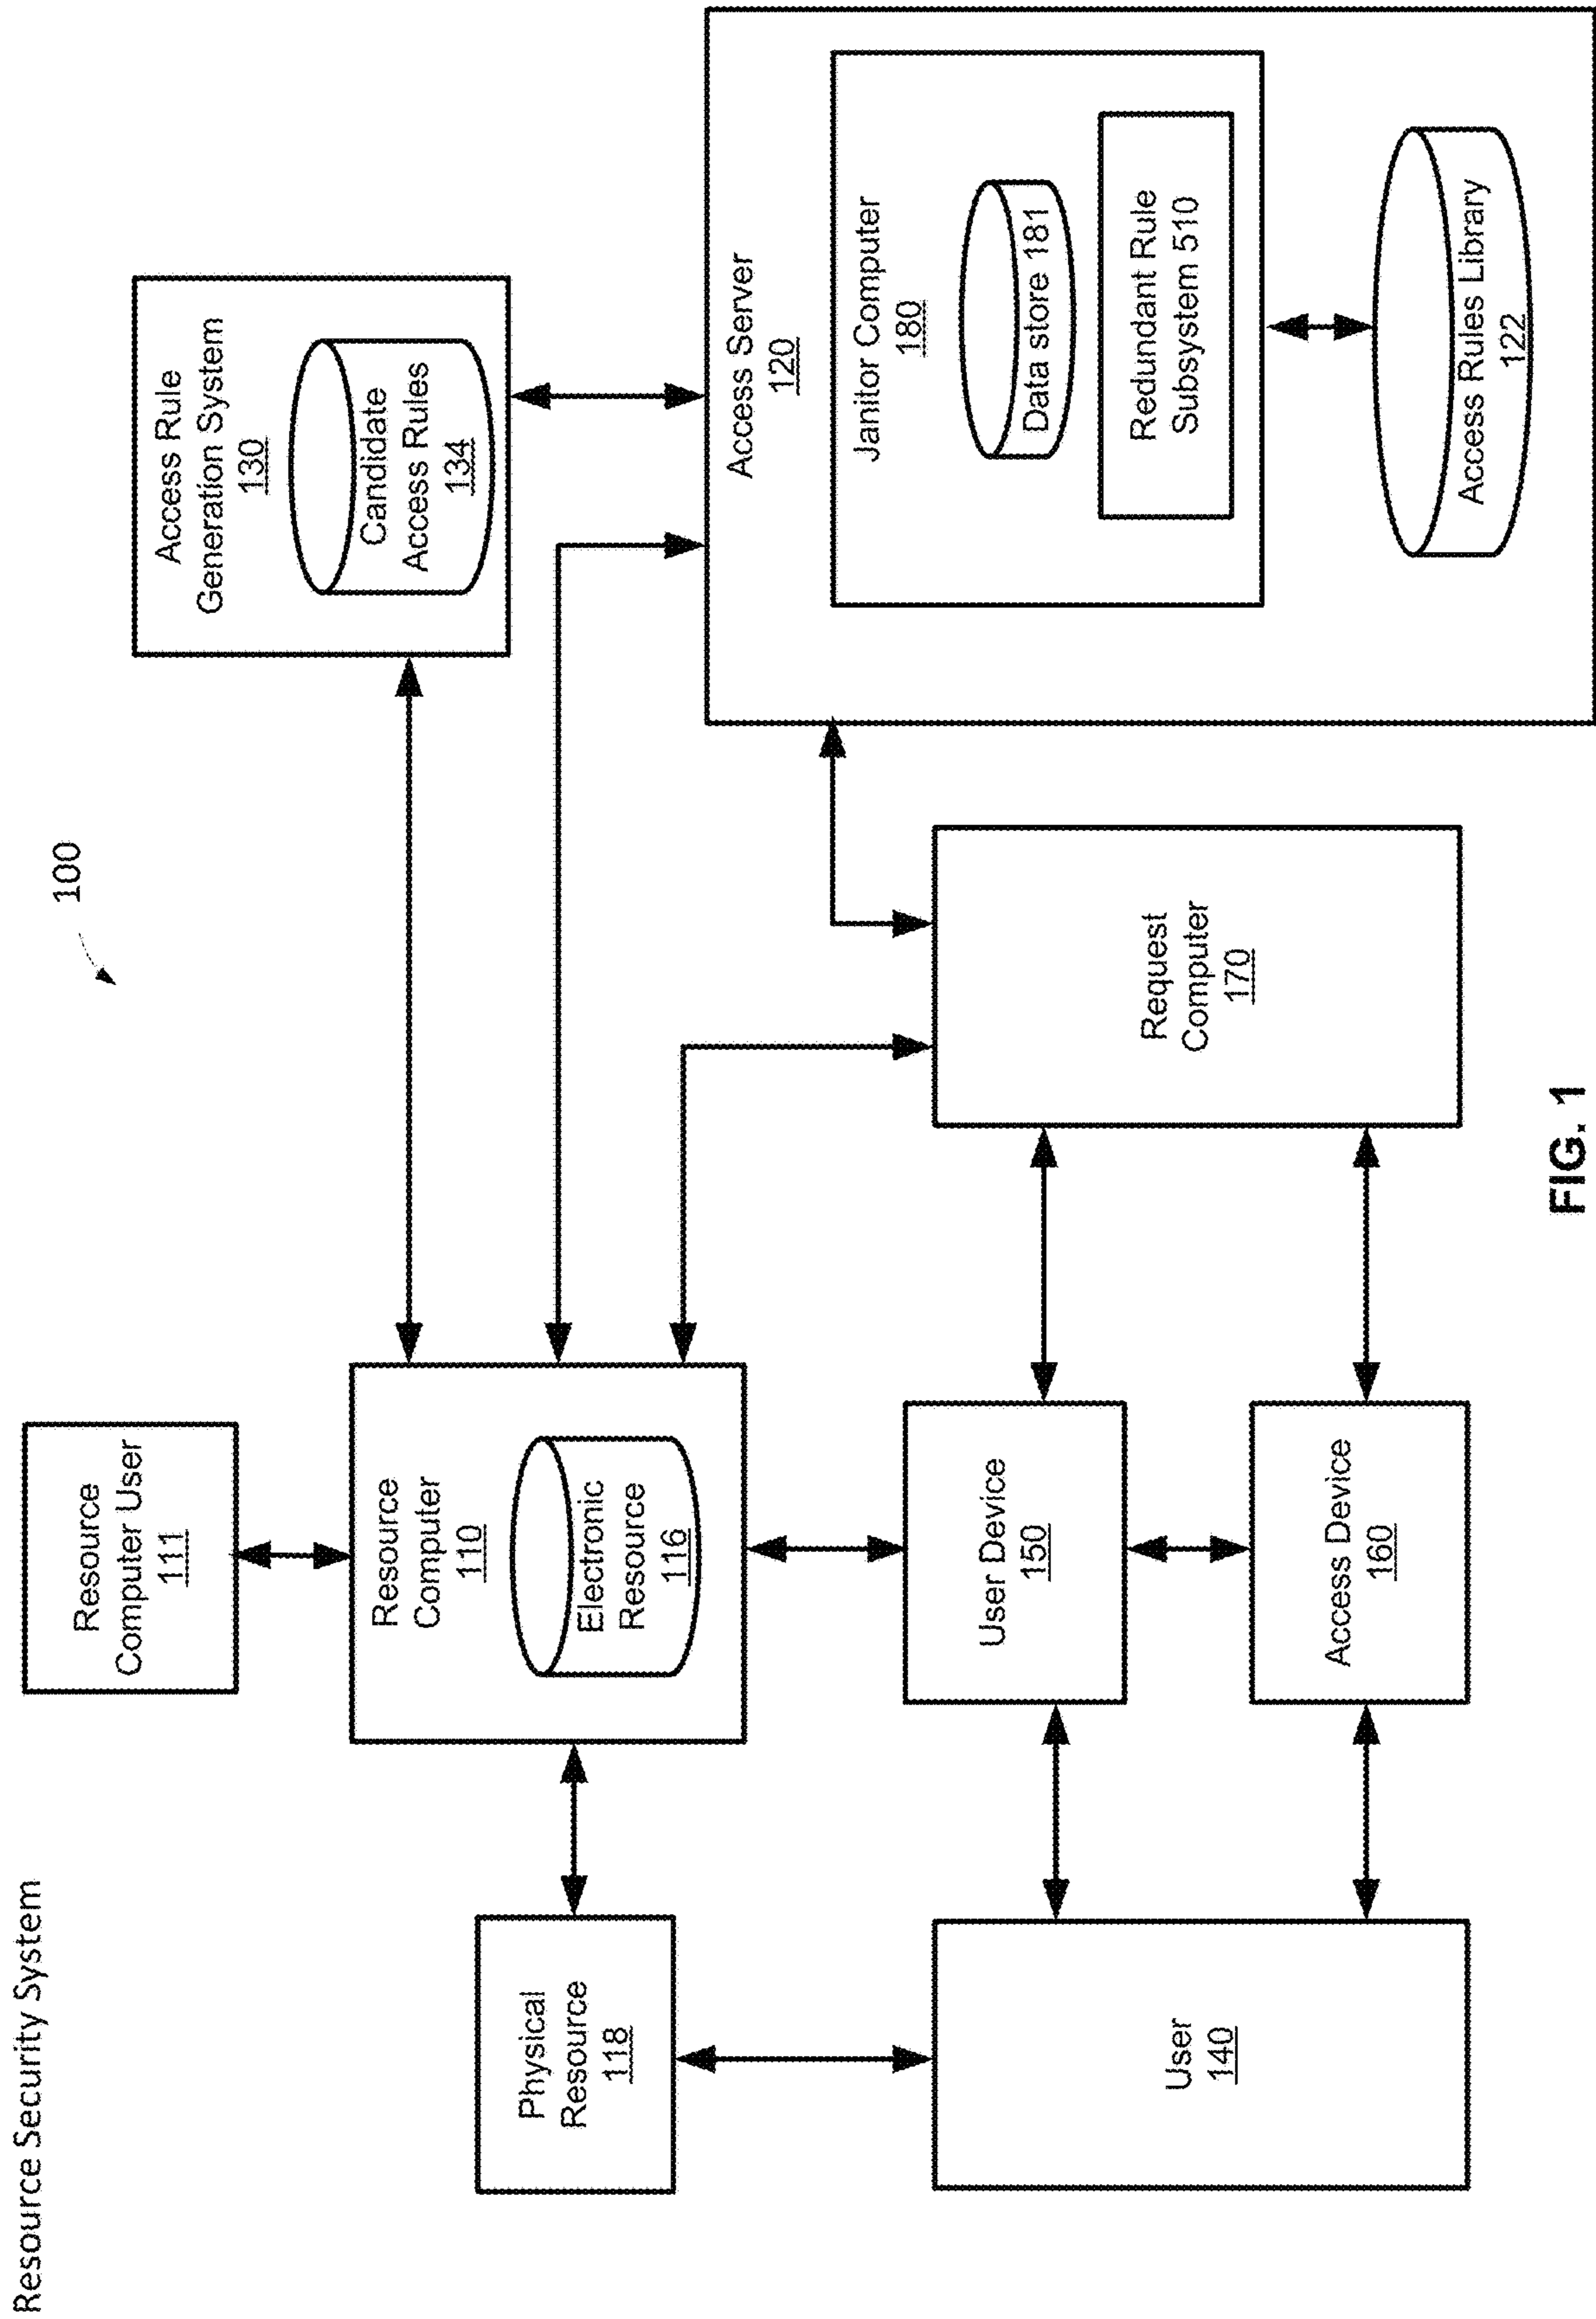 Resource Security System
100
Resource
Computer User
111
Access Rule
Generation System
130
Candidate
Access Rules
134
Physical
Resource
118
Resource
Computer
110
Electronic
Resource
116
Access Server
120
Janitor Computer
180
Data store 181
Redundant Rule
Subsystem 510
Access Rules Library
122
User
140
User Device
150
Access Device
160
Request
Computer
170
FIG. 1